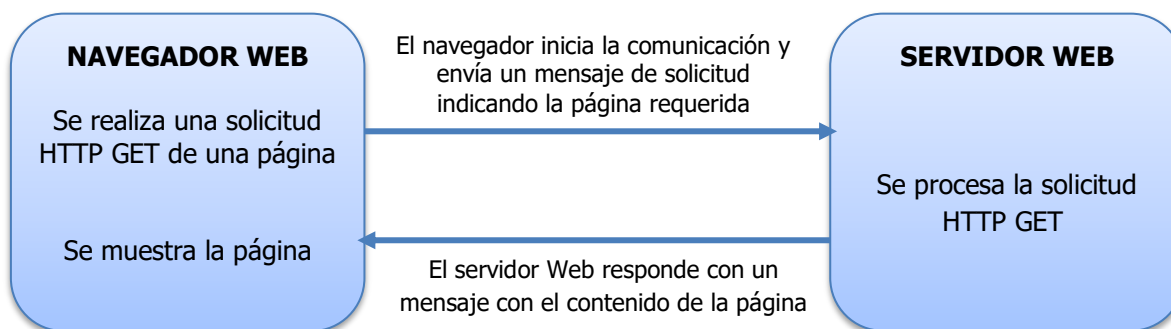 NAVEGADOR WEB
Se realiza una solicitud
HTTP GET de una página
Se muestra la página
El navegador inicia la comunicación y
envía un mensaje de solicitud
indicando la página requerida
El servidor Web responde con un
mensaje con el contenido de la página
SERVIDOR WEB
Se procesa la solicitud
HTTP GET